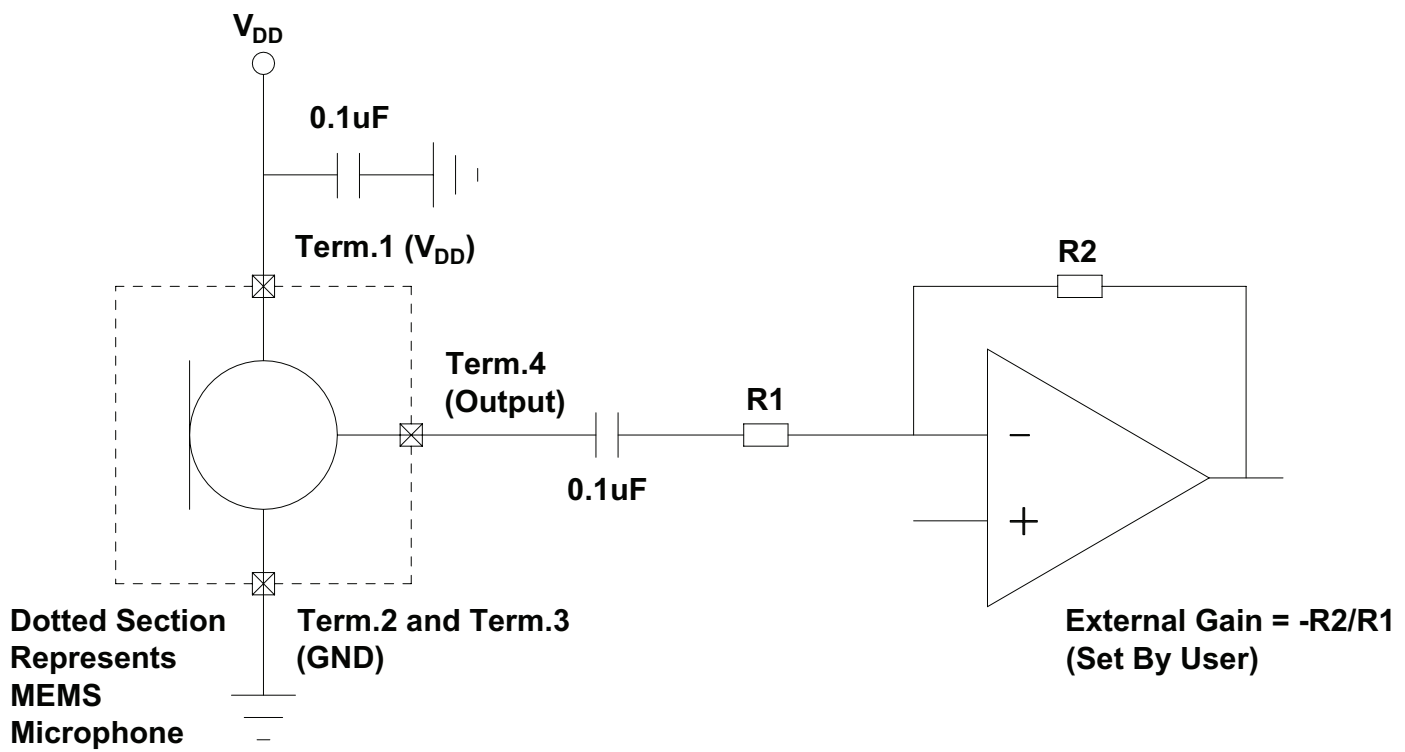 VDD
0.1uF
Term.1 (VDD)
R2
Term.4
(Output)
R1
0.1uF
−
+
Dotted Section
Represents
MEMS
Microphone
Term.2 and Term.3
(GND)
External Gain = -R2/R1
(Set By User)